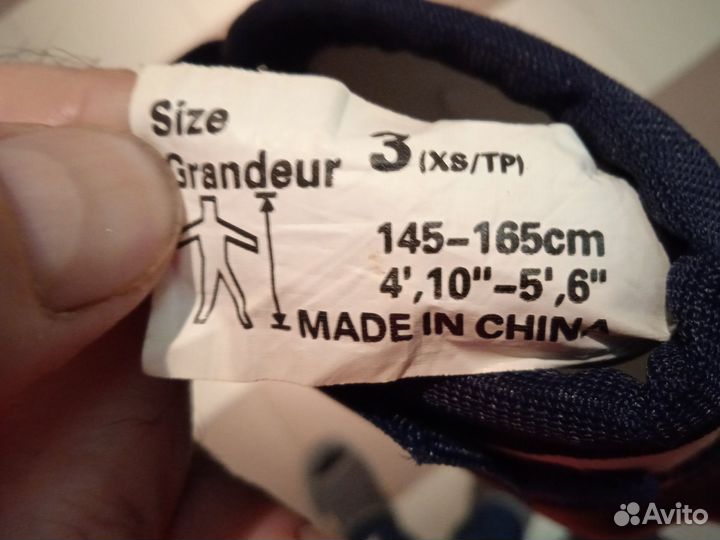 Size
Grandeur 3 (XS/TP)
145-165cm
4',10"-5',6"
MADE IN CHINA
Avito